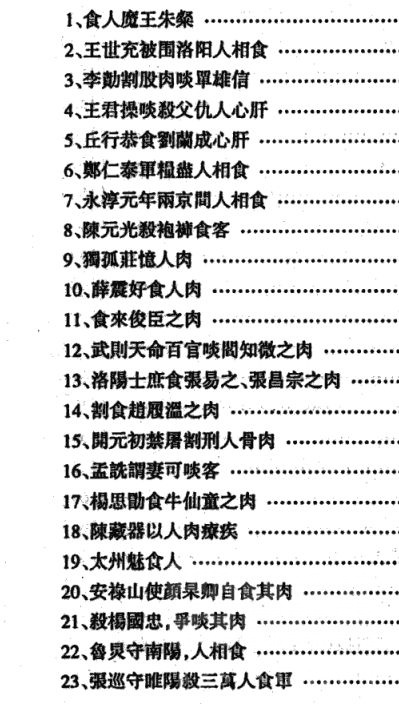 1、食人魔王朱粲 ……………………
2、王世充被围洛阳人相食 ……………
3、李勣割股肉啖單雄信 ………………
4、王君操啖殺父仇人心肝 ……………
5、丘行恭食劉蘭成心肝 ………………
6、鄭仁泰軍糧盡人相食 ………………
7、永淳元年兩京間人相食 ……………
8、陳元光殺袍褲食客 …………………
9、獨孤莊憶人肉 ……………………
10、薛震好食人肉 ……………………
11、食來俊臣之肉 ……………………
12、武則天命百官啖閻知微之肉 ………
13、洛陽士庶食張易之、張昌宗之肉 ……
14、割食趙履溫之肉 …………………
15、開元初禁屠割刑人骨肉 ……………
16、孟詵謂妻可啖客 …………………
17、楊思勖食牛仙童之肉 ………………
18、陳藏器以人肉療疾 ………………
19、太州魅食人 ……………………
20、安祿山使顏杲卿自食其肉 …………
21、殺楊國忠,爭啖其肉 ………………
22、魯炅守南陽,人相食 ………………
23、張巡守睢陽殺三萬人食軍 …………